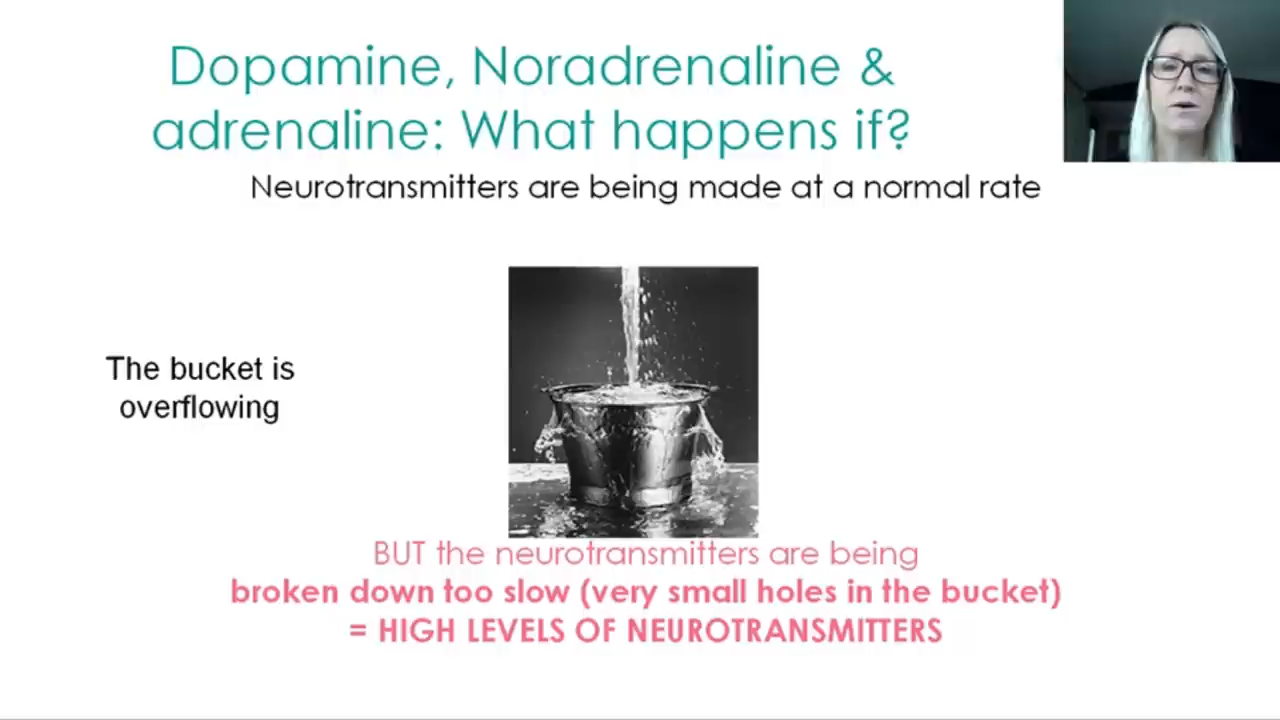 Dopamine, Noradrenaline &
adrenaline: What happens if?
Neurotransmitters are being made at a normal rate
The bucket is
overflowing
BUT the neurotransmitters are being
broken down too slow (very small holes in the bucket)
= HIGH LEVELS OF NEUROTRANSMITTERS